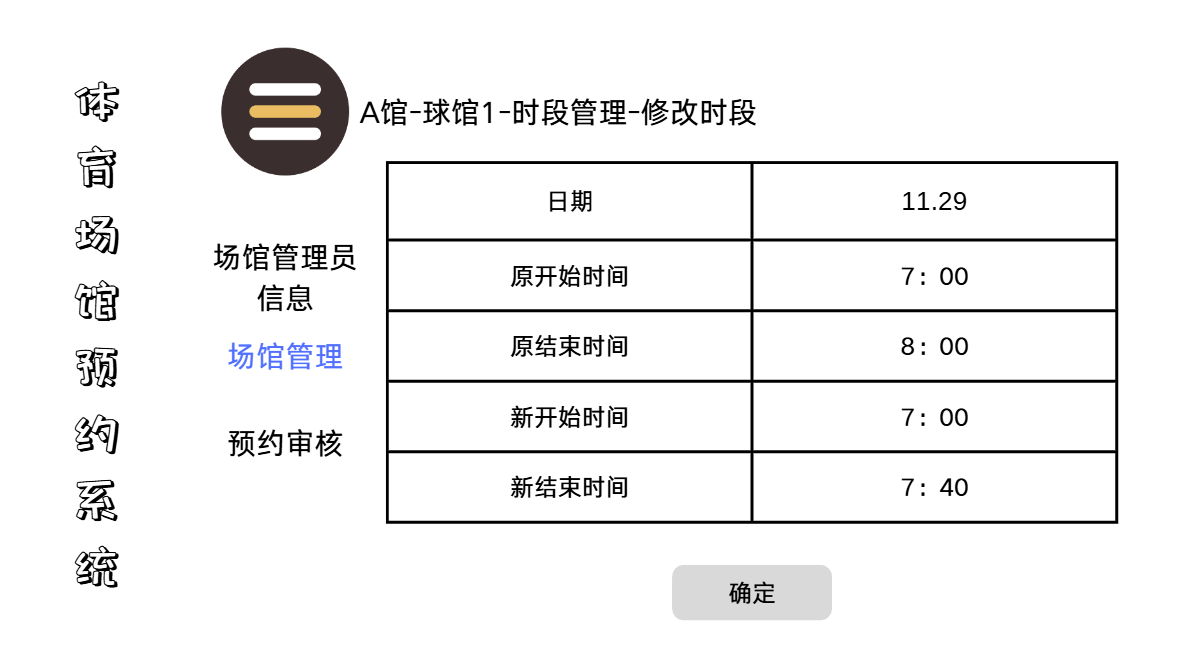 体育场馆预约系统
A馆-球馆1-时段管理-修改时段
场馆管理员
信息
场馆管理
预约审核
日期 11.29
原开始时间 7：00
原结束时间 8：00
新开始时间 7：00
新结束时间 7：40
确定